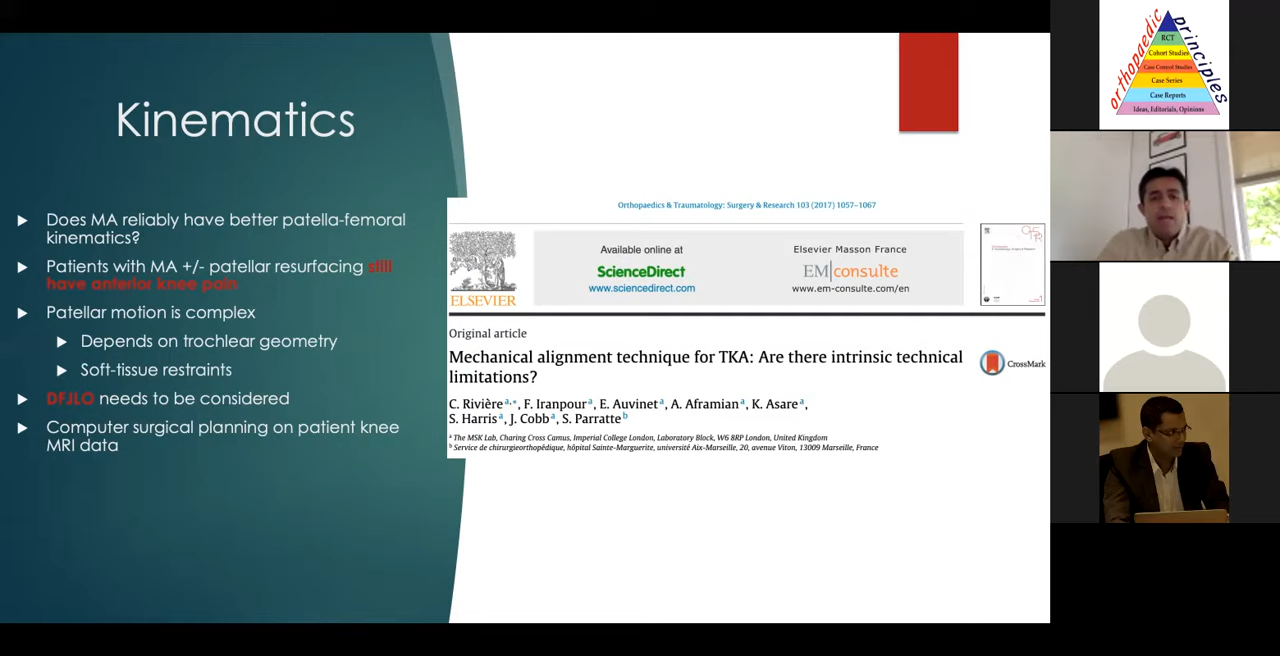 Kinematics
Does MA reliably have better patella-femoral
kinematics?
Patients with MA +/- patellar resurfacing still
have anterior knee pain
Patellar motion is complex
Depends on trochlear geometry
Soft-tissue restraints
DFJLO needs to be considered
Computer surgical planning on patient knee
MRI data
Orthopaedics & Traumatology: Surgery & Research 103 (2017) 1057–1067
ELSEVIER
Available online at
ScienceDirect
www.sciencedirect.com
Elsevier Masson France
EM|consulte
www.em-consulte.com/en
Original article
Mechanical alignment technique for TKA: Are there intrinsic technical
limitations?
CrossMark
C. Rivière a,*, F. Iranpour a, E. Auvinet a, A. Aframian a, K. Asare a,
S. Harris a, J. Cobb a, S. Parratte b
a The MSK Lab, Charing Cross Camus, Imperial College London, Laboratory Block, W6 8RP London, United Kingdom
b Service de chirurgieorthopédique, hôpital Sainte-Marguerite, université Aix-Marseille, 20, avenue Viton, 13009 Marseille, France
orthopaedic principles
RCT
Cohort Studies
Case Control Studies
Case Series
Case Reports
Ideas, Editorials, Opinions